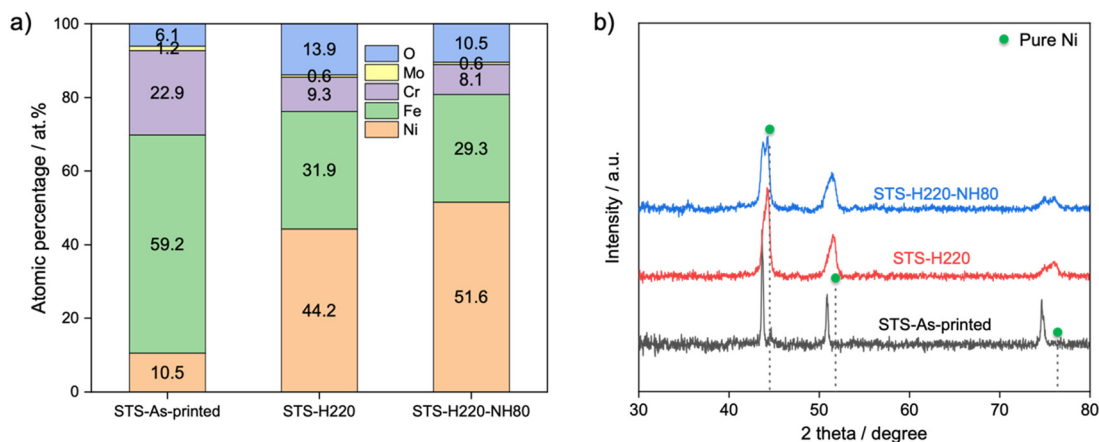 a)
Atomic percentage / at.%
100
80
60
40
20
0
6.1
1.2
22.9
59.2
10.5
13.9
0.6
9.3
31.9
44.2
10.5
0.6
8.1
29.3
51.6
O
Mo
Cr
Fe
Ni
STS-As-printed
STS-H220
STS-H220-NH80
b)
Intensity / a.u.
Pure Ni
STS-H220-NH80
STS-H220
STS-As-printed
30
40
50
60
70
80
2 theta / degree